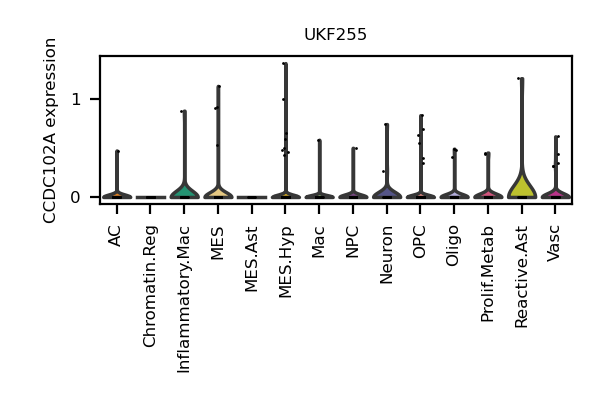 UKF255
CCDC102A expression
1
0
AC
Chromatin.Reg
Inflammatory.Mac
MES
MES.Ast
MES.Hyp
Mac
NPC
Neuron
OPC
Oligo
Prolif.Metab
Reactive.Ast
Vasc